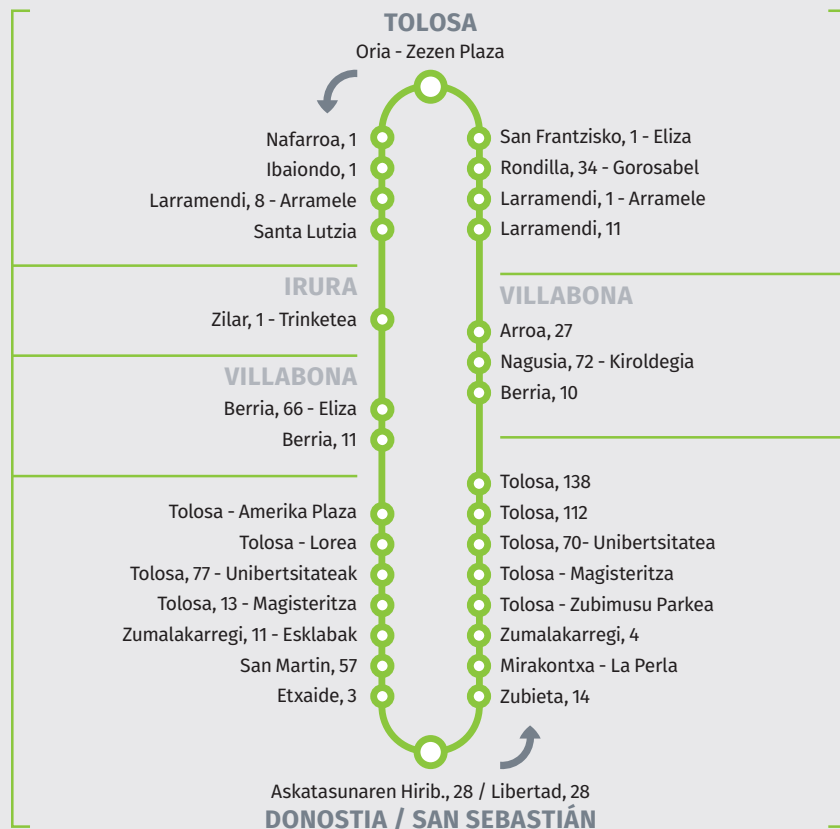 TOLOSA
Oria - Zezen Plaza
Nafarroa, 1
Ibaiondo, 1
Larramendi, 8 - Arramele
Santa Lutzia
IRURA
Zilar, 1 - Trinketea
VILLABONA
Berria, 66 - Eliza
Berria, 11
Tolosa - Amerika Plaza
Tolosa - Lorea
Tolosa, 77 - Unibertsitateak
Tolosa, 13 - Magisteritza
Zumalakarregi, 11 - Esklabak
San Martin, 57
Etxaide, 3
San Frantzisko, 1 - Eliza
Rondilla, 34 - Gorosabel
Larramendi, 1 - Arramele
Larramendi, 11
VILLABONA
Arroa, 27
Nagusia, 72 - Kiroldegia
Berria, 10
Tolosa, 138
Tolosa, 112
Tolosa, 70- Unibertsitatea
Tolosa - Magisteritza
Tolosa - Zubimusu Parkea
Zumalakarregi, 4
Mirakontxa - La Perla
Zubieta, 14
Askatasunaren Hirib., 28 / Libertad, 28
DONOSTIA / SAN SEBASTIÁN